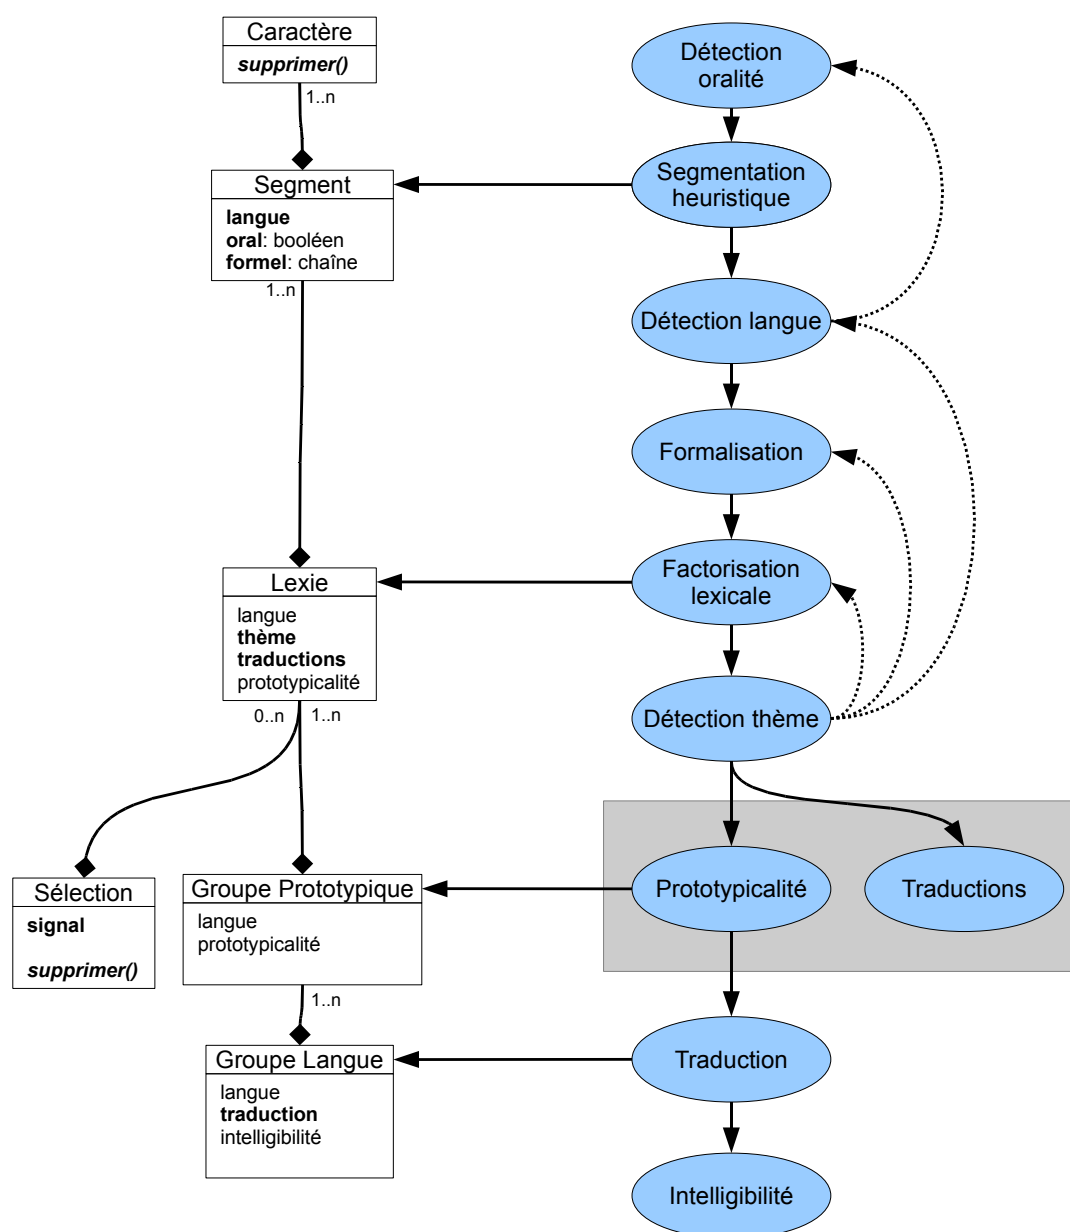 Caractère
supprimer()
1..n
Segment
langue
oral: booléen
formel: chaîne
1..n
Lexie
langue
thème
traductions
prototypicalité
0..n
1..n
Sélection
signal
supprimer()
Groupe Prototypique
langue
prototypicalité
1..n
Groupe Langue
langue
traduction
intelligibilité
Détection
oralité
Segmentation
heuristique
Détection langue
Formalisation
Factorisation
lexicale
Détection thème
Prototypicalité
Traductions
Traduction
Intelligibilité